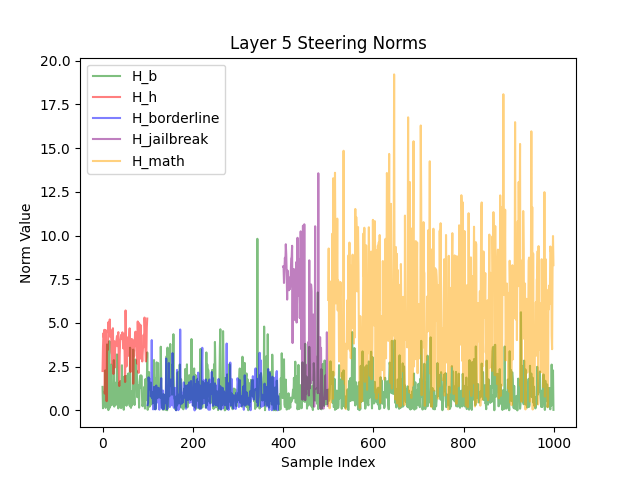 Layer 5 Steering Norms
20.0
17.5
15.0
12.5
10.0
7.5
5.0
2.5
0.0
Norm Value
H_b
H_h
H_borderline
H_jailbreak
H_math
0 200 400 600 800 1000
Sample Index